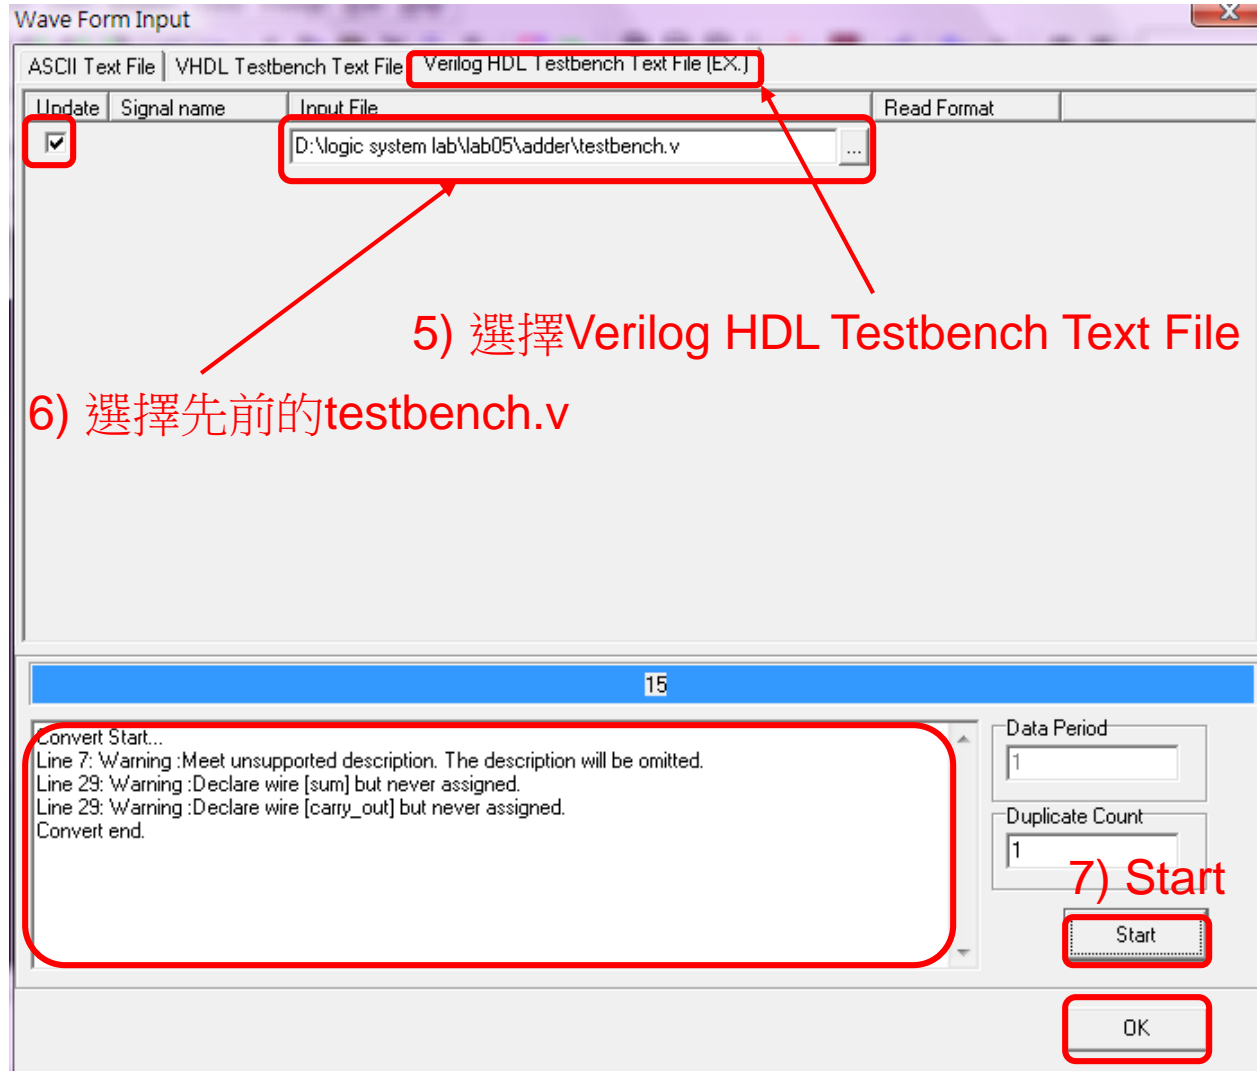 Wave Form Input
X
ASCII Text File VHDL Testbench Text File Verilog HDL Testbench Text File (EX.)
Update Signal name Input File Read Format
D:\logic system lab\lab05\adder\testbench.v ...
5) 選擇Verilog HDL Testbench Text File
6) 選擇先前的testbench.v
15
Convert Start...
Line 7: Warning :Meet unsupported description. The description will be omitted.
Line 29: Warning :Declare wire [sum] but never assigned.
Line 29: Warning :Declare wire [carry_out] but never assigned.
Convert end.
Data Period
1
Duplicate Count
1
7) Start
Start
OK